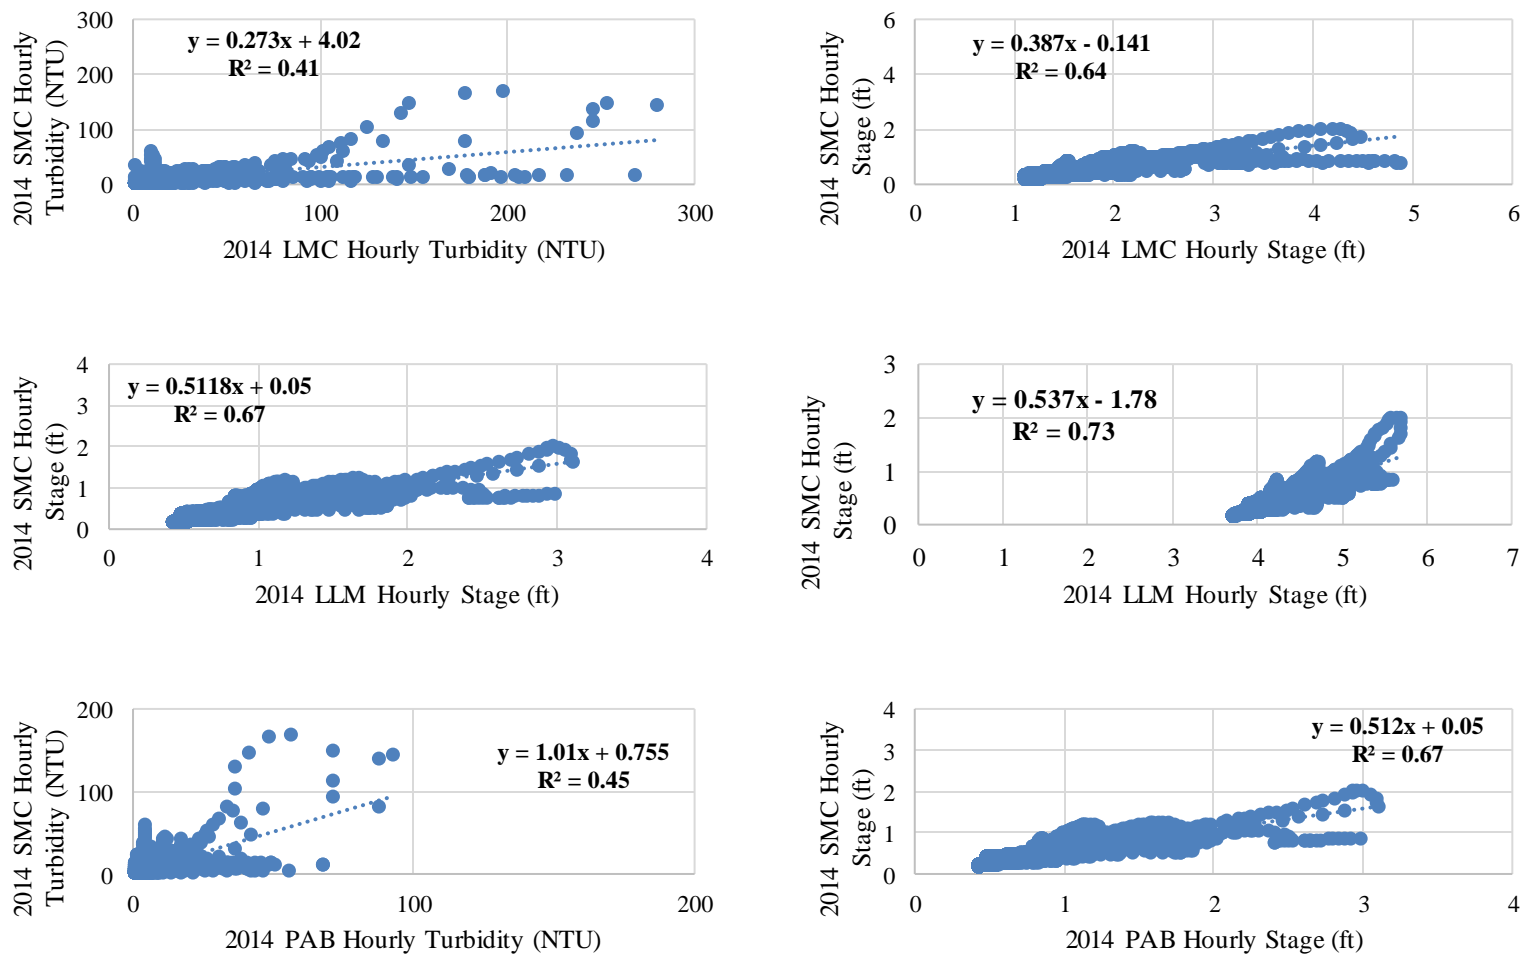 300
200
100
0
0 100 200 300
2014 SMC Hourly
Turbidity (NTU)
y = 0.273x + 4.02
R² = 0.41
2014 LMC Hourly Turbidity (NTU)
6
4
2
0
0 1 2 3 4 5 6
2014 SMC Hourly
Stage (ft)
y = 0.387x - 0.141
R² = 0.64
2014 LMC Hourly Stage (ft)
4
3
2
1
0
0 1 2 3 4
2014 SMC Hourly
Stage (ft)
y = 0.5118x + 0.05
R² = 0.67
2014 LLM Hourly Stage (ft)
3
2
1
0
0 1 2 3 4 5 6 7
2014 SMC Hourly
Stage (ft)
y = 0.537x - 1.78
R² = 0.73
2014 LLM Hourly Stage (ft)
200
100
0
0 100 200
2014 SMC Hourly
Turbidity (NTU)
y = 1.01x + 0.755
R² = 0.45
2014 PAB Hourly Turbidity (NTU)
4
3
2
1
0
0 1 2 3 4
2014 SMC Hourly
Stage (ft)
y = 0.512x + 0.05
R² = 0.67
2014 PAB Hourly Stage (ft)